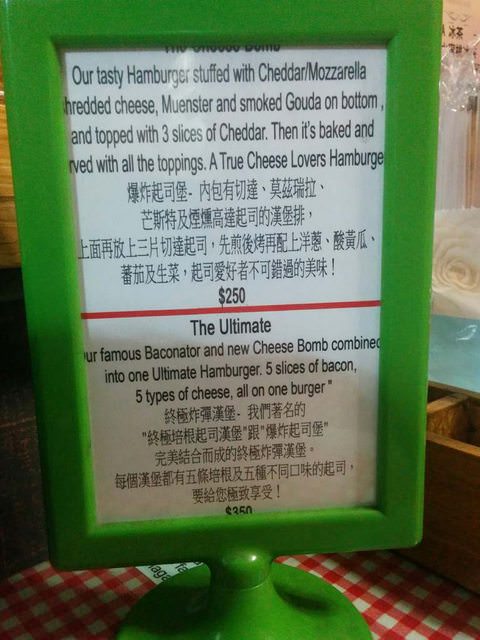 The Cheese Bomb
Our tasty Hamburger stuffed with Cheddar/Mozzarella
hredded cheese, Muenster and smoked Gouda on bottom ,
and topped with 3 slices of Cheddar. Then it's baked and
rved with all the toppings. A True Cheese Lovers Hamburge
爆炸起司堡- 內包有切達、莫茲瑞拉、
芒斯特及煙燻高達起司的漢堡排，
上面再放上三片切達起司，先煎後烤再配上洋蔥、酸黃瓜、
蕃茄及生菜，起司愛好者不可錯過的美味！
$250
The Ultimate
ur famous Baconator and new Cheese Bomb combined
into one Ultimate Hamburger. 5 slices of bacon,
5 types of cheese, all on one burger "
終極炸彈漢堡- 我們著名的
"終極培根起司漢堡"跟"爆炸起司堡"
完美結合而成的終極炸彈漢堡。
每個漢堡都有五條培根及五種不同口味的起司，
要給您極致享受！
$350